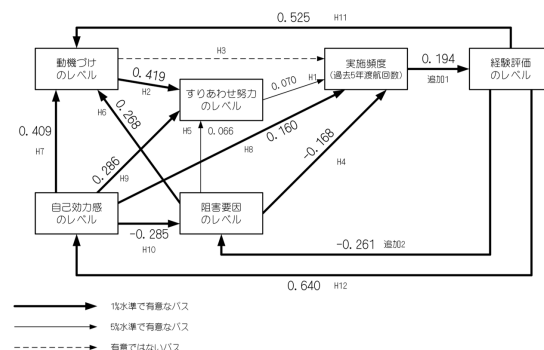 0.525 H11
動機づけ
のレベル
H3
実施頻度
(過去5年渡航回数)
0.194
追加1
経験評価
のレベル
0.419
H2
すりあわせ努力
のレベル
0.070
H1
0.268
H6
0.409
H7
0.286
H9
H5 0.066
0.160
H8
-0.168
H4
自己効力感
のレベル
-0.285
H10
阻害要因
のレベル
-0.261 追加2
0.640 H12
1%水準で有意なパス
5%水準で有意なパス
有意ではないパス